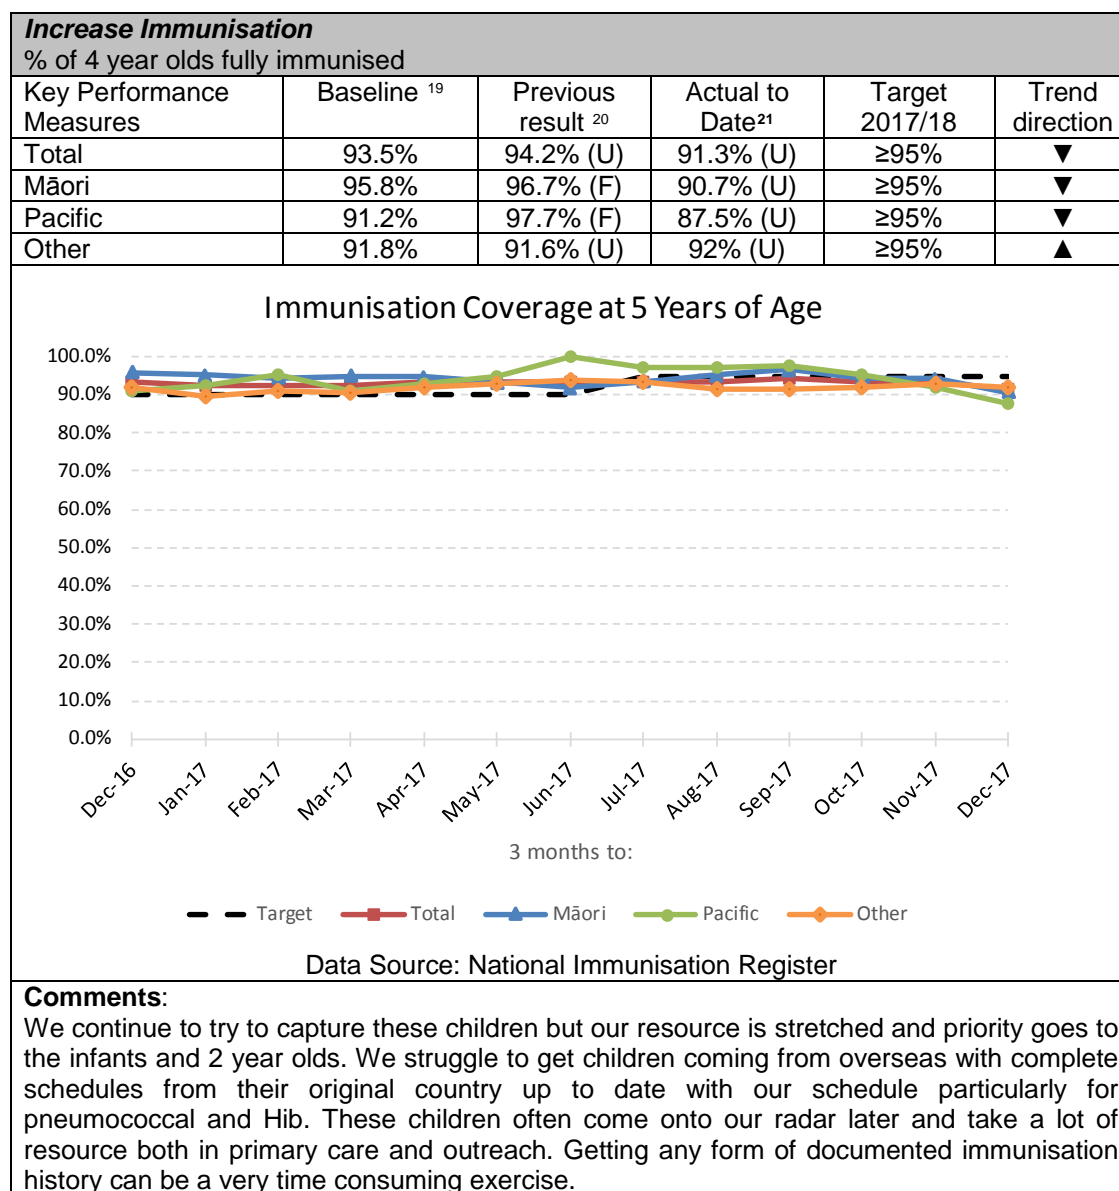 Increase Immunisation
% of 4 year olds fully immunised
Key Performance Measures Baseline 19 Previous result 20 Actual to Date21 Target 2017/18 Trend direction
Total 93.5% 94.2% (U) 91.3% (U) ≥95% ▼
Māori 95.8% 96.7% (F) 90.7% (U) ≥95% ▼
Pacific 91.2% 97.7% (F) 87.5% (U) ≥95% ▼
Other 91.8% 91.6% (U) 92% (U) ≥95% ▲
Immunisation Coverage at 5 Years of Age
100.0%
90.0%
80.0%
70.0%
60.0%
50.0%
40.0%
30.0%
20.0%
10.0%
0.0%
Dec-16 Jan-17 Feb-17 Mar-17 Apr-17 May-17 Jun-17 Jul-17 Aug-17 Sep-17 Oct-17 Nov-17 Dec-17
3 months to:
Target Total Māori Pacific Other
Data Source: National Immunisation Register
Comments:
We continue to try to capture these children but our resource is stretched and priority goes to
the infants and 2 year olds. We struggle to get children coming from overseas with complete
schedules from their original country up to date with our schedule particularly for
pneumococcal and Hib. These children often come onto our radar later and take a lot of
resource both in primary care and outreach. Getting any form of documented immunisation
history can be a very time consuming exercise.